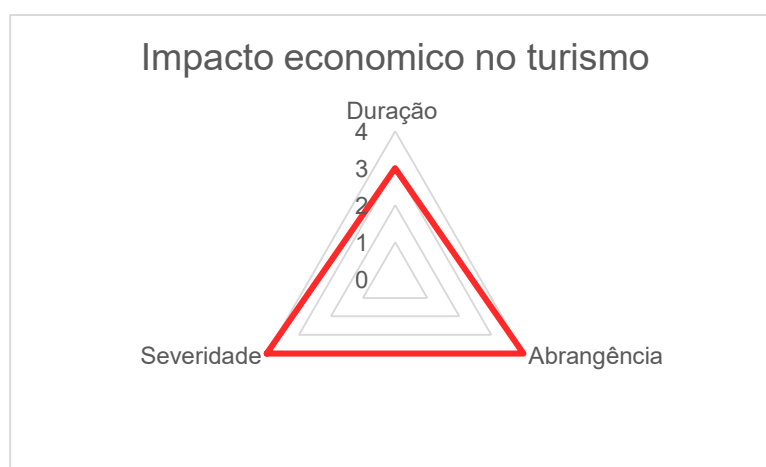 Impacto economico no turismo
Duração
4
3
2
1
0
Severidade
Abrangência